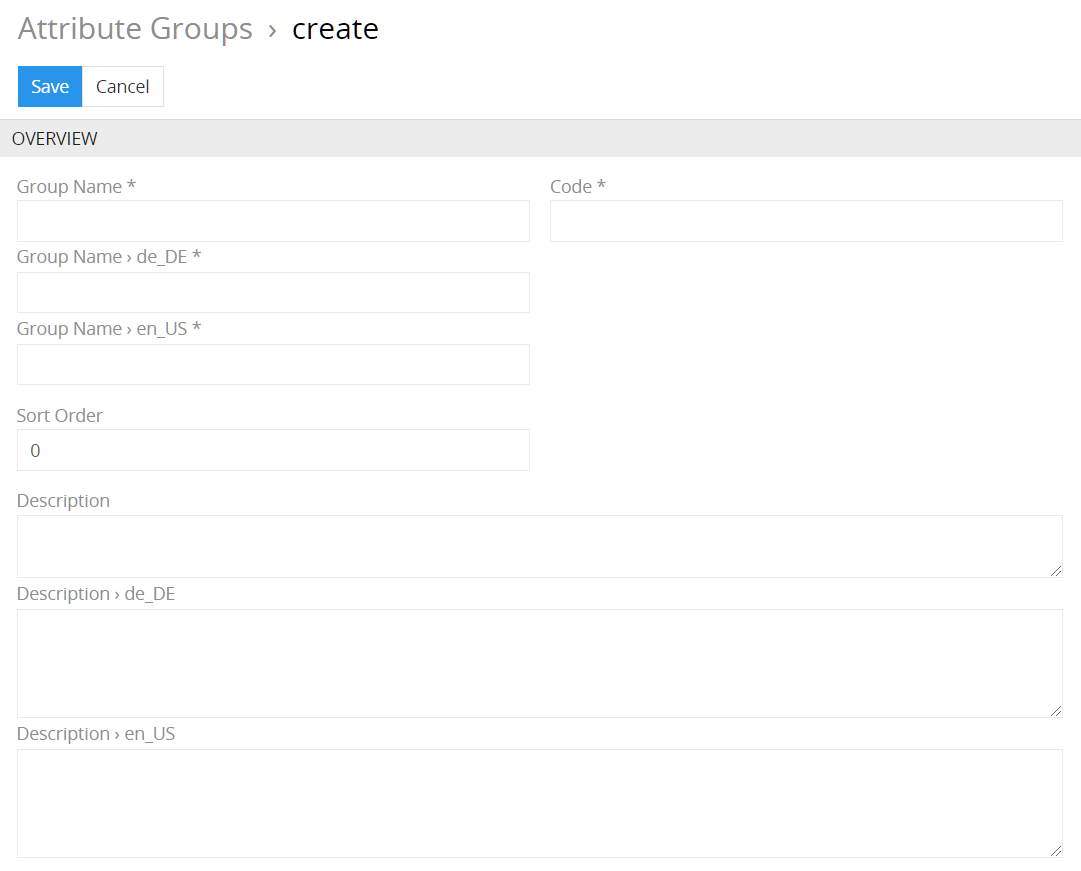 Attribute Groups › create
Save Cancel
OVERVIEW
Group Name * Code *
Group Name › de_DE *
Group Name › en_US *
Sort Order
0
Description
Description › de_DE
Description › en_US